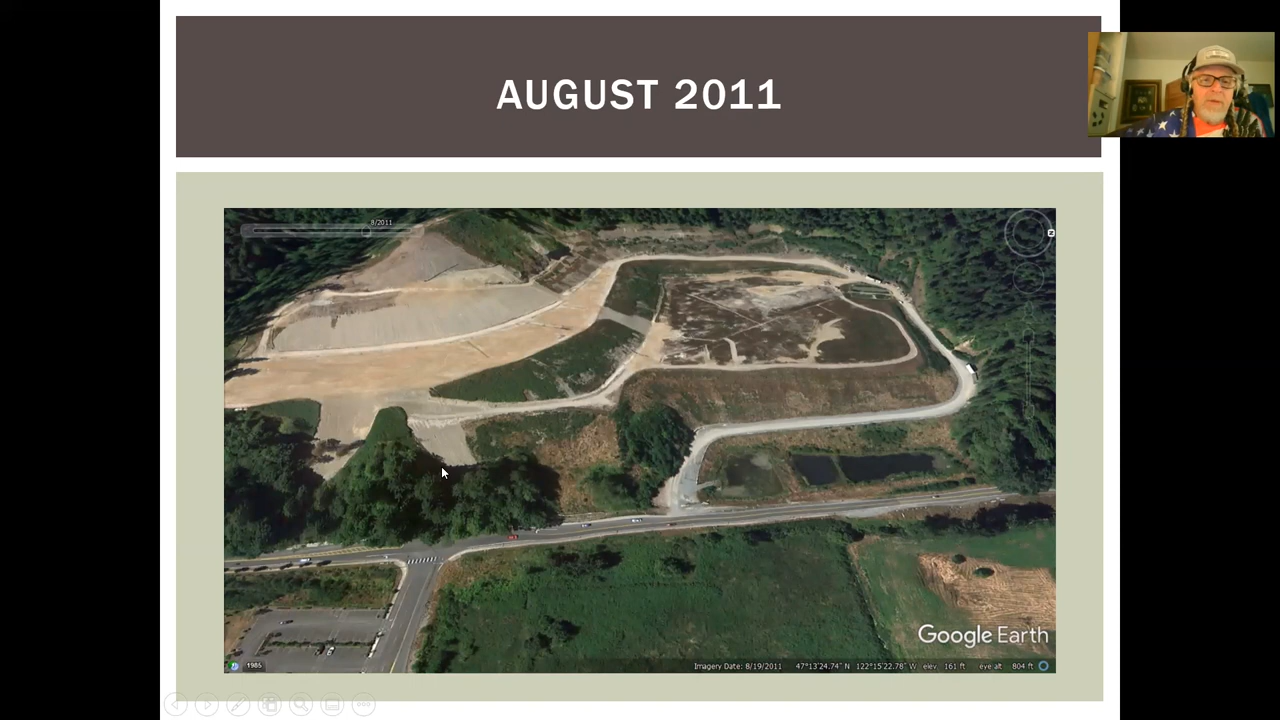 AUGUST 2011
8/2011
Google Earth
1985
Imagery Date: 8/19/2011 47°13'24.74" N 122°15'22.78" W elev 161 ft eye alt 804 ft